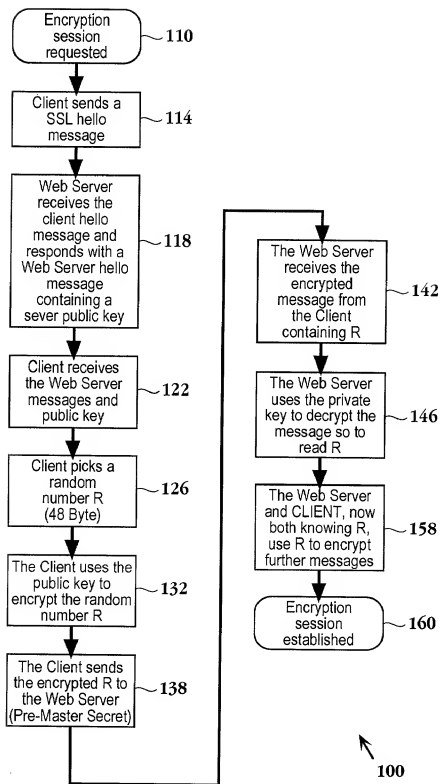 Encryption
session
requested
110
Client sends a
SSL hello
message
114
Web Server
receives the
client hello
message and
responds with a
Web Server hello
message
containing a
sever public key
118
Client receives
the Web Server
messages and
public key
122
Client picks a
random
number R
(48 Byte)
126
The Client uses the
public key to
encrypt the random
number R
132
The Client sends
the encrypted R to
the Web Server
(Pre-Master Secret)
138
The Web Server
receives the
encrypted
message from
the Client
containing R
142
The Web Server
uses the private
key to decrypt the
message so to
read R
146
The Web Server
and CLIENT, now
both knowing R,
use R to encrypt
further messages
158
Encryption
session
established
160
100